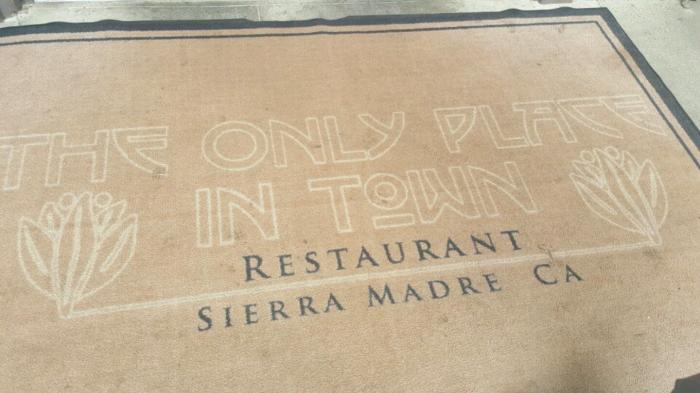 THE ONLY PLACE
IN TOWN
RESTAURANT
SIERRA MADRE CA